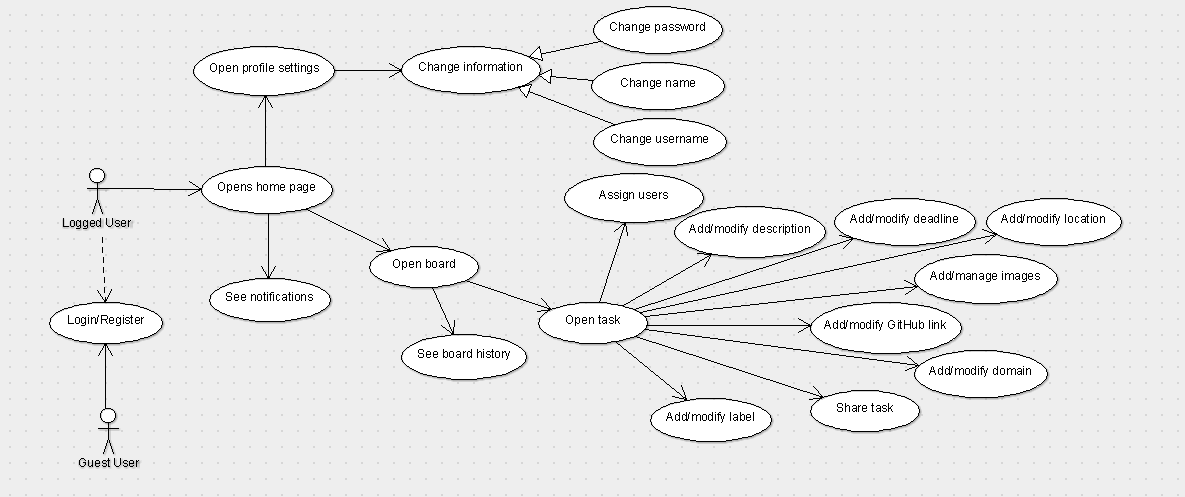 Change password
Open profile settings
Change information
Change name
Change username
Opens home page
Logged User
Assign users
Add/modify description
Add/modify deadline
Add/modify location
Open board
Add/manage images
See notifications
Login/Register
Open task
Add/modify GitHub link
See board history
Add/modify domain
Add/modify label
Share task
Guest User